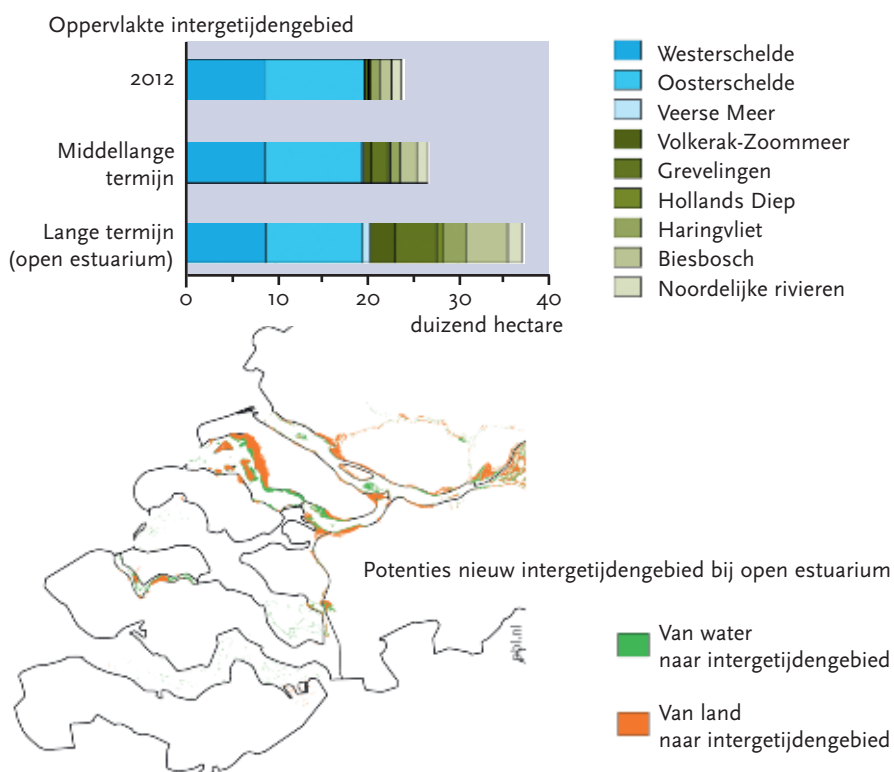 Oppervlakte intergetijdengebied
2012
Middellange
termijn
Lange termijn
(open estuarium)
0
10
20
30
40
duizend hectare
Westerschelde
Oosterschelde
Veerse Meer
Volkerak-Zoommeer
Grevelingen
Hollands Diep
Haringvliet
Biesbosch
Noordelijke rivieren
Potenties nieuw intergetijdengebied bij open estuarium
Van water
naar intergetijdengebied
Van land
naar intergetijdengebied
pbl.nl